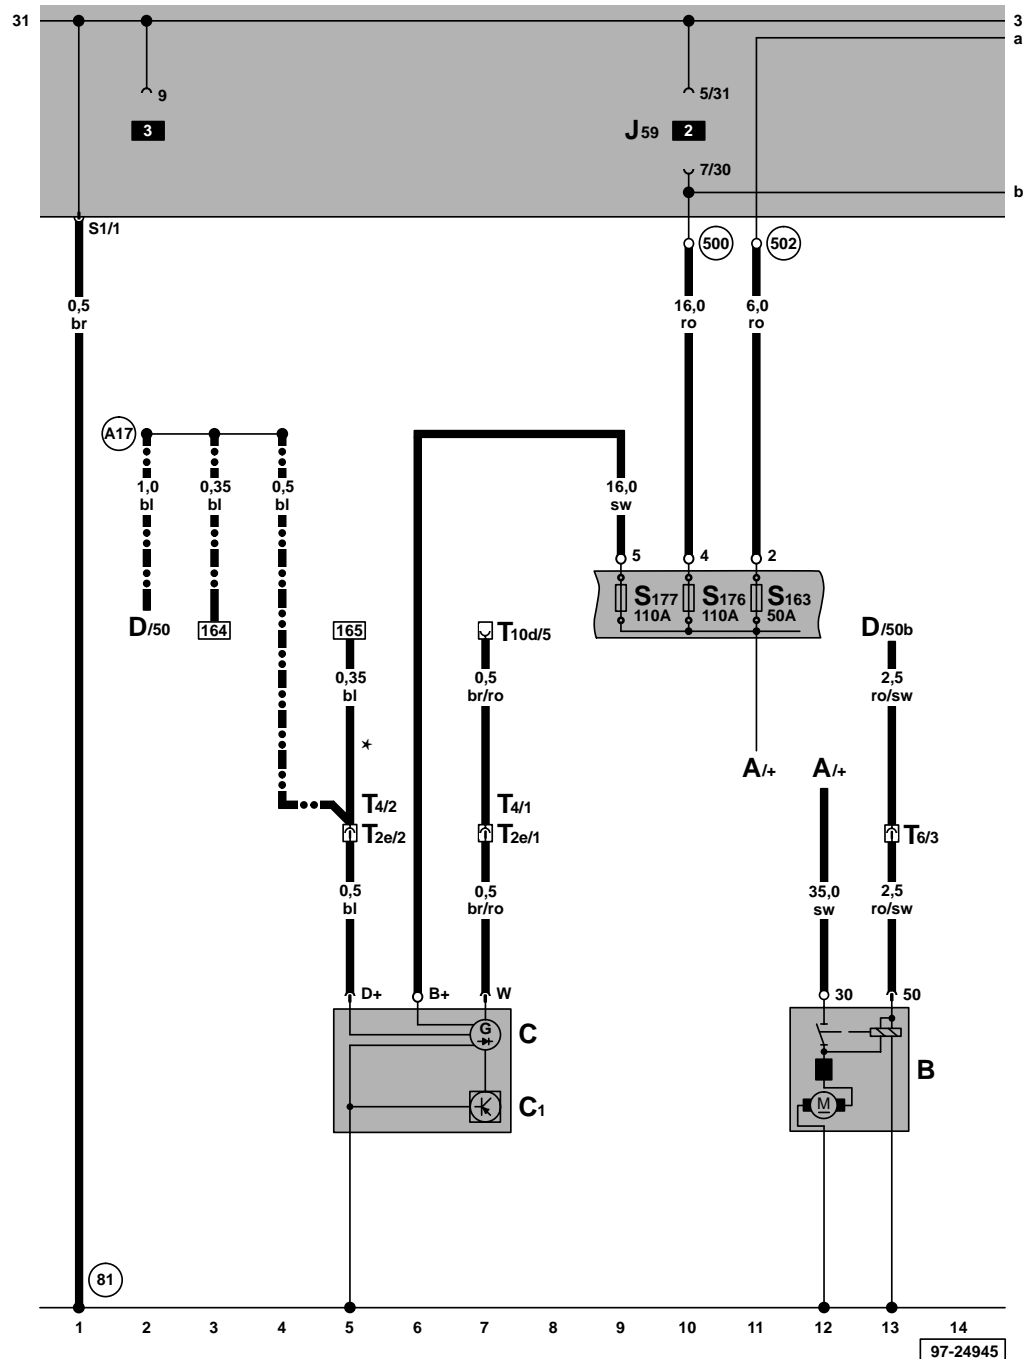 31
3
a
9
5/31
3
J59
2
7/30
b
S1/1
500
502
0,5
br
16,0
ro
6,0
ro
A17
1,0
bl
0,35
bl
0,5
bl
16,0
sw
5
4
2
S177
110A
S176
110A
S163
50A
D/50
164
165
T10d/5
D/50b
0,35
bl
0,5
br/ro
2,5
ro/sw
A/+
A/+
T4/2
T4/1
T2e/2
T2e/1
T6/3
0,5
bl
0,5
br/ro
35,0
sw
2,5
ro/sw
D+
B+
W
30
50
G
C
B
C1
M
81
1 2 3 4 5 6 7 8 9 10 11 12 13 14
97-24945